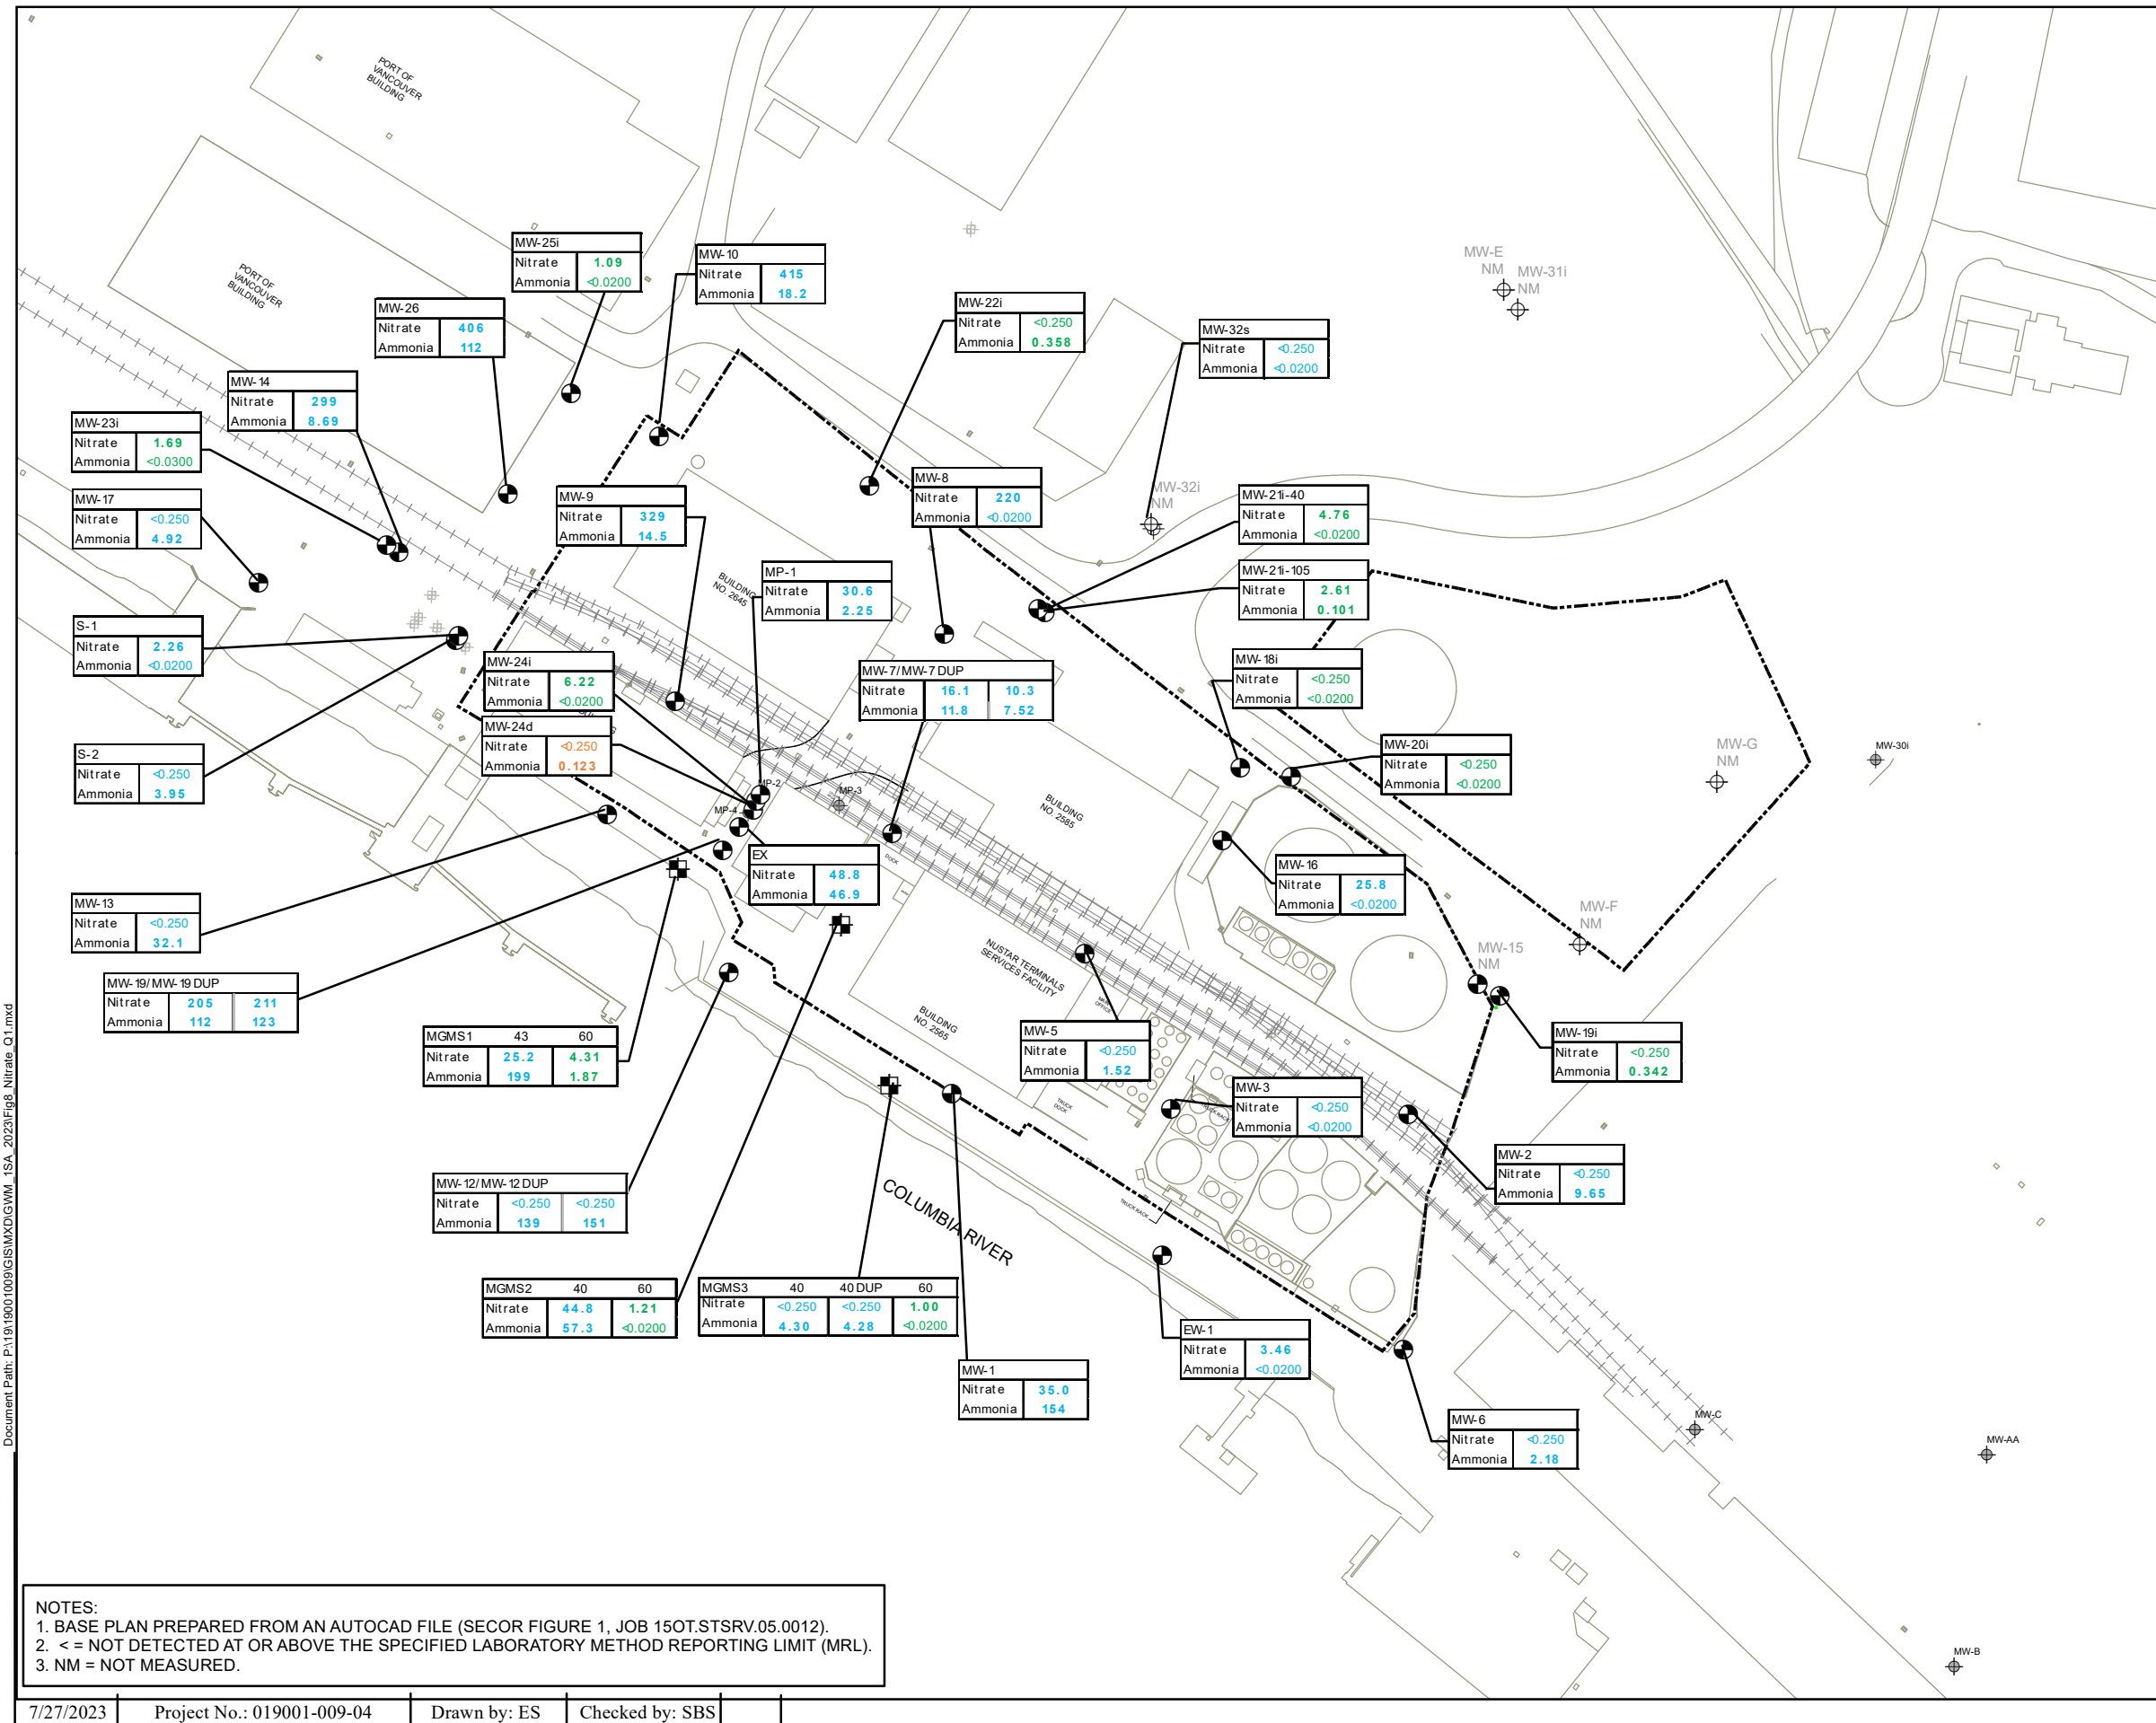 PORT OF
VANCOUVER
BUILDING
PORT OF
VANCOUVER
BUILDING
MW-25i
Nitrate 1.09
Ammonia <0.0200
MW-10
Nitrate 415
Ammonia 18.2
MW-26
Nitrate 406
Ammonia 112
MW-22i
Nitrate <0.250
Ammonia 0.358
MW-32s
Nitrate <0.250
Ammonia <0.0200
MW-E
NM
MW-31i
NM
MW-14
Nitrate 299
Ammonia 8.69
MW-23i
Nitrate 1.69
Ammonia <0.0300
MW-17
Nitrate <0.250
Ammonia 4.92
MW-9
Nitrate 329
Ammonia 14.5
MW-8
Nitrate 220
Ammonia <0.0200
MW-32i
NM
MW-21i-40
Nitrate 4.76
Ammonia <0.0200
MW-21i-105
Nitrate 2.61
Ammonia 0.101
BUILDING
NO. 2645
MP-1
Nitrate 30.6
Ammonia 2.25
S-1
Nitrate 2.26
Ammonia <0.0200
MW-24i
Nitrate 6.22
Ammonia <0.0200
MW-24d
Nitrate <0.250
Ammonia 0.123
MW-7/MW-7 DUP
Nitrate 16.1 10.3
Ammonia 11.8 7.52
MW-18i
Nitrate <0.250
Ammonia <0.0200
MW-20i
Nitrate <0.250
Ammonia <0.0200
MW-G
NM
MW-30i
S-2
Nitrate <0.250
Ammonia 3.95
MP-2
MP-3
MP-4
BUILDING
NO. 2585
DOCK
EX
Nitrate 48.8
Ammonia 46.9
MW-16
Nitrate 25.8
Ammonia <0.0200
MW-F
NM
MW-15
NM
MW-13
Nitrate <0.250
Ammonia 32.1
MW-19/MW-19 DUP
Nitrate 205 211
Ammonia 112 123
NUSTAR TERMINALS
SERVICES FACILITY
MAIN
OFFICE
BUILDING
NO. 2565
MGMS1 43 60
Nitrate 25.2 4.31
Ammonia 199 1.87
MW-5
Nitrate <0.250
Ammonia 1.52
MW-19i
Nitrate <0.250
Ammonia 0.342
TRUCK
DOCK
TRUCK RACK
MW-3
Nitrate <0.250
Ammonia <0.0200
MW-2
Nitrate <0.250
Ammonia 9.65
MW-12/MW-12 DUP
Nitrate <0.250 <0.250
Ammonia 139 151
COLUMBIA RIVER
TRUCK RACK
MGMS2 40 60
Nitrate 44.8 1.21
Ammonia 57.3 <0.0200
MGMS3 40 40 DUP 60
Nitrate <0.250 <0.250 1.00
Ammonia 4.30 4.28 <0.0200
MW-1
Nitrate 35.0
Ammonia 154
EW-1
Nitrate 3.46
Ammonia <0.0200
MW-6
Nitrate <0.250
Ammonia 2.18
MW-C
MW-AA
MW-B
Document Path: P:\19\19001009\GIS\MXD\GWM_1SA_2023\Fig8_Nitrate_Q1.mxd
NOTES:
1. BASE PLAN PREPARED FROM AN AUTOCAD FILE (SECOR FIGURE 1, JOB 15OT.STSRV.05.0012).
2. < = NOT DETECTED AT OR ABOVE THE SPECIFIED LABORATORY METHOD REPORTING LIMIT (MRL).
3. NM = NOT MEASURED.
7/27/2023 Project No.: 019001-009-04 Drawn by: ES Checked by: SBS